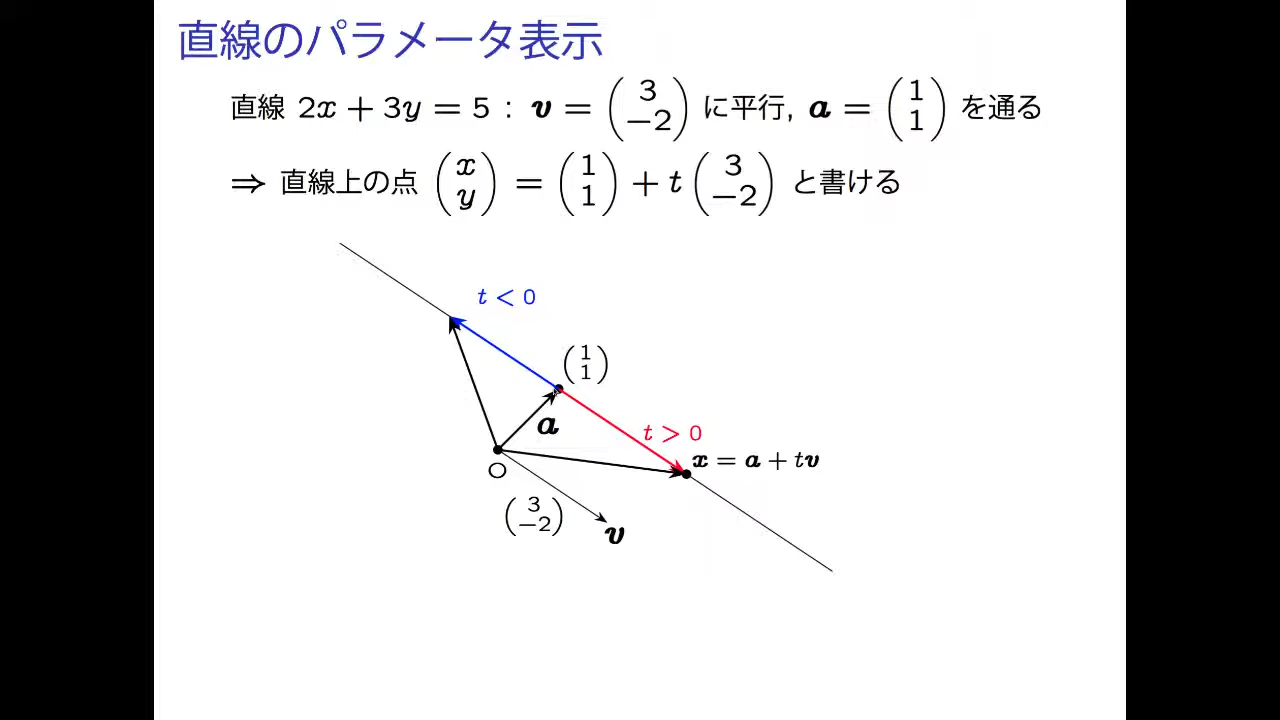 直線のパラメータ表示
直線 2x + 3y = 5 : v = (3 −2) に平行, a = (1 1) を通る
⇒ 直線上の点 (x y) = (1 1) + t (3 −2) と書ける
t < 0
(1 1)
a
t > 0
x = a + tv
O
(3 −2)
v